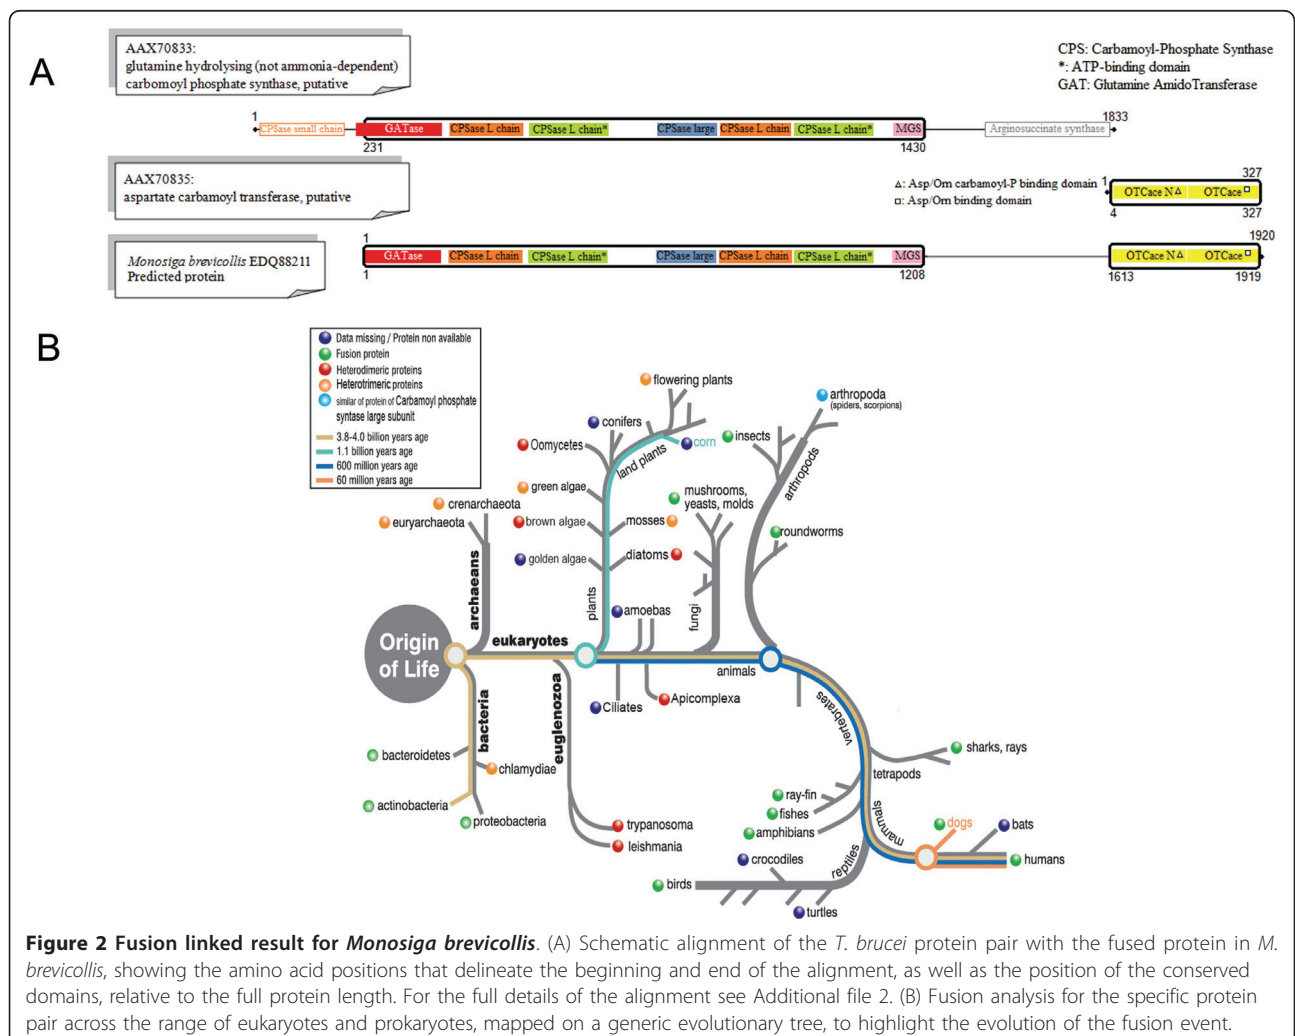 A
AAX70833:
glutamine hydrolysing (not ammonia-dependent)
carbomoyl phosphate synthase, putative
CPS: Carbamoyl-Phosphate Synthase
*: ATP-binding domain
GAT: Glutamine AmidoTransferase
1
1833
CPSase small chain
GATase
CPSase L chain
CPSase L chain*
CPSase large
CPSase L chain
CPSase L chain*
MGS
Arginosuccinate synthase
231
1430
AAX70835:
aspartate carbamoyl transferase, putative
△: Asp/Orn carbamoyl-P binding domain
□: Asp/Orn binding domain
1
327
OTCace N△
OTCace□
4
327
Monosiga brevicollis EDQ88211
Predicted protein
1
1920
GATase
CPSase L chain
CPSase L chain*
CPSase large
CPSase L chain
CPSase L chain*
MGS
OTCace N△
OTCace□
1
1208
1613
1919
B
Data missing / Protein non available
Fusion protein
Heterodimeric proteins
Heterotrimeric proteins
similar of protein of Carbamoyl phosphate
syntase large subunit
3.8-4.0 billion years age
1.1 billion years age
600 million years age
60 million years age
flowering plants
conifers
corn
Oomycetes
land plants
green algae
brown algae
mosses
golden algae
diatoms
plants
crenarchaeota
euryarchaeota
archaeans
mushrooms,
yeasts, molds
fungi
amoebas
arthropoda
(spiders, scorpions)
insects
arthropods
roundworms
Origin
of Life
eukaryotes
animals
bacteria
euglenozoa
Ciliates
Apicomplexa
vertebrates
bacteroidetes
chlamydiae
actinobacteria
proteobacteria
trypanosoma
leishmania
sharks, rays
tetrapods
ray-fin
fishes
amphibians
mammals
dogs
bats
humans
crocodiles
reptiles
birds
turtles
Figure 2 Fusion linked result for Monosiga brevicollis. (A) Schematic alignment of the T. brucei protein pair with the fused protein in M.
brevicollis, showing the amino acid positions that delineate the beginning and end of the alignment, as well as the position of the conserved
domains, relative to the full protein length. For the full details of the alignment see Additional file 2. (B) Fusion analysis for the specific protein
pair across the range of eukaryotes and prokaryotes, mapped on a generic evolutionary tree, to highlight the evolution of the fusion event.